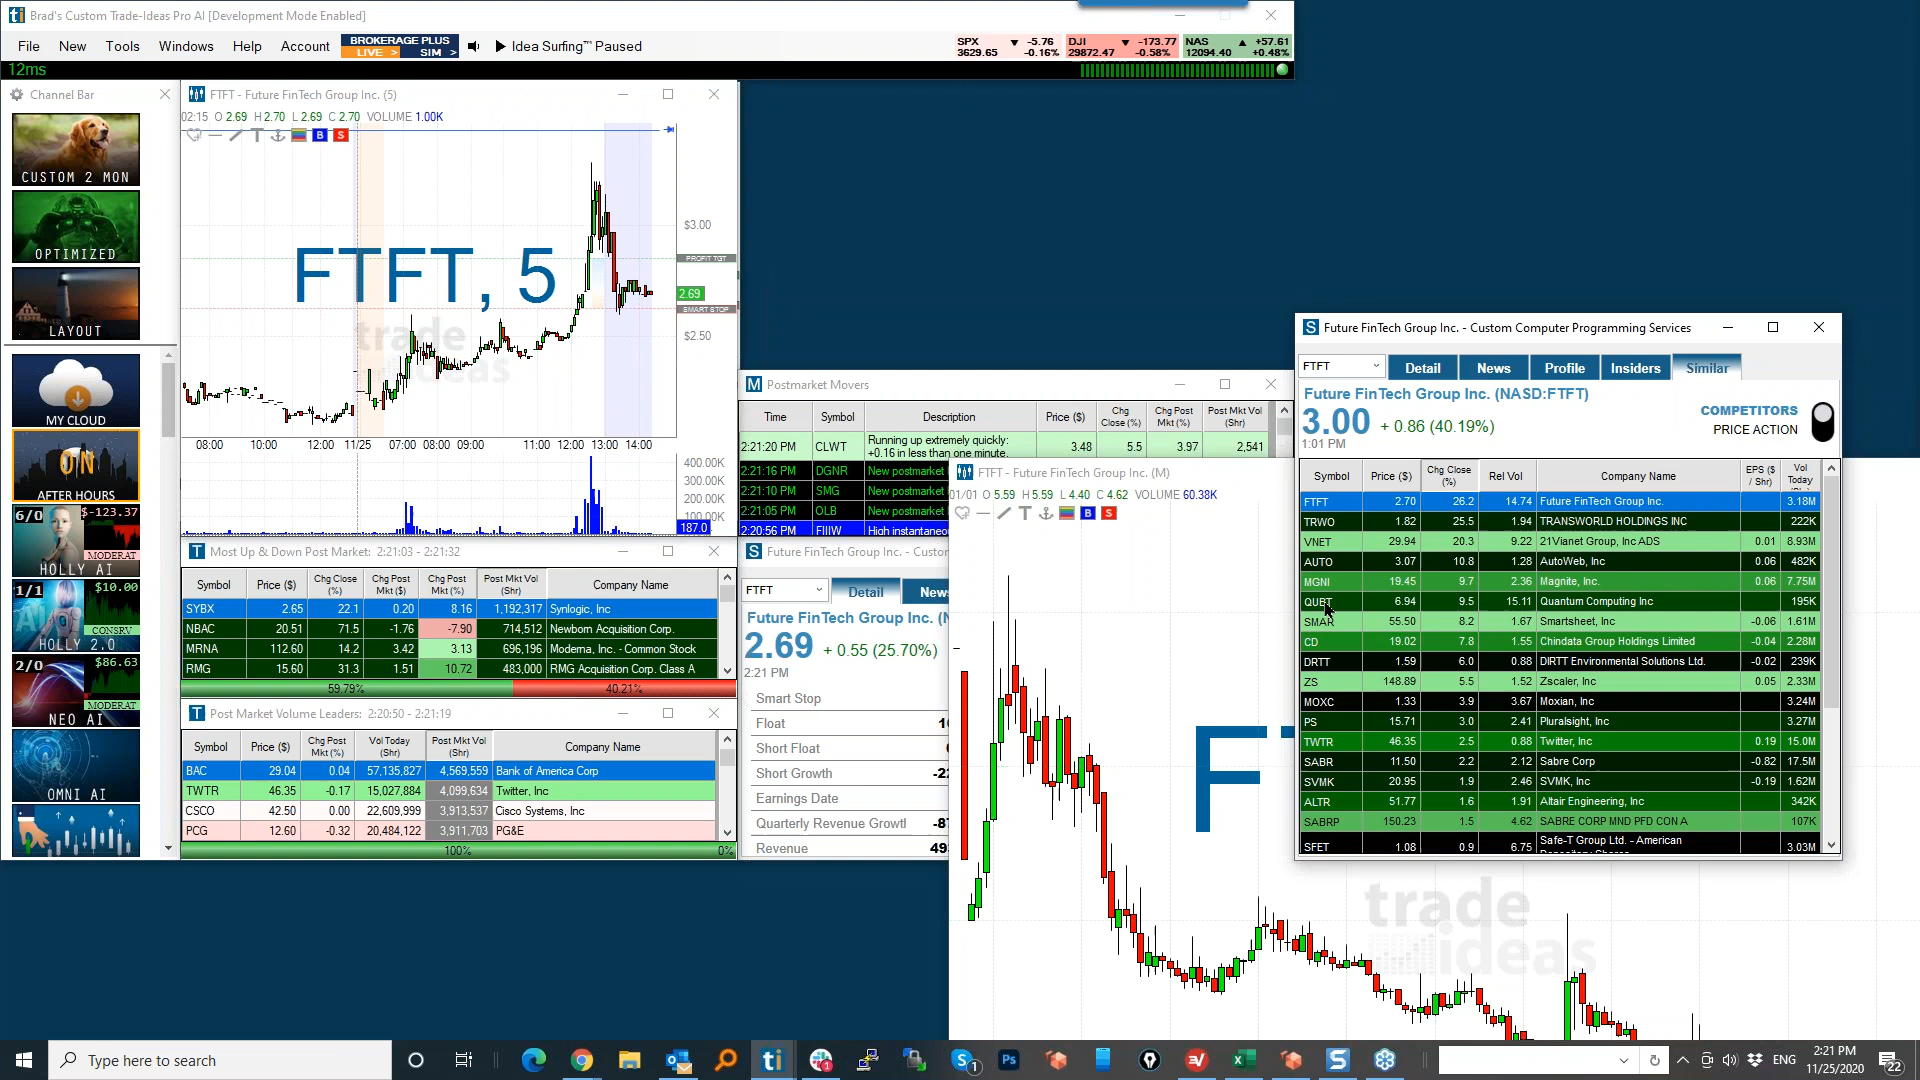 Brad's Custom Trade-Ideas Pro AI [Development Mode Enabled]
File New Tools Windows Help Account
BROKERAGE PLUS
LIVE > SIM >
Idea Surfing™ Paused
SPX ▼ -5.76
3629.65 -0.16%
DJI ▼ -173.77
29872.47 -0.58%
NAS ▲ +57.61
12094.40 +0.48%
12ms
Channel Bar
CUSTOM 2 MON
OPTIMIZED
LAYOUT
MY CLOUD
ON
AFTER HOURS
6/0 $-123.37
MODERAT
HOLLY AI
1/1 $10.00
CONSRV
HOLLY 2.0
2/0 $86.63
MODERAT
NEO AI
OMNI AI
FTFT - Future FinTech Group Inc. (5)
02:15 O 2.69 H 2.70 L 2.69 C 2.70 VOLUME 1.00K
T B S
FTFT, 5
trade ideas
$3.00
PROFIT TGT
2.69
SMART STOP
$2.50
08:00 10:00 12:00 11/25 07:00 08:00 09:00 11:00 12:00 13:00 14:00
400.00K
300.00K
200.00K
100.00K
187.0
T Most Up & Down Post Market: 2:21:03 - 2:21:32
Symbol Price ($) Chg Close (%) Chg Post Mkt ($) Chg Post Mkt (%) Post Mkt Vol (Shr) Company Name
SYBX 2.65 22.1 0.20 8.16 1,192,317 Synlogic, Inc
NBAC 20.51 71.5 -1.76 -7.90 714,512 Newborn Acquisition Corp.
MRNA 112.60 14.2 3.42 3.13 696,196 Moderna, Inc. - Common Stock
RMG 15.60 31.3 1.51 10.72 483,000 RMG Acquisition Corp. Class A
59.79% 40.21%
T Post Market Volume Leaders: 2:20:50 - 2:21:19
Symbol Price ($) Chg Post Mkt (%) Vol Today (Shr) Post Mkt Vol (Shr) Company Name
BAC 29.04 0.04 57,135,827 4,569,559 Bank of America Corp
TWTR 46.35 -0.17 15,027,884 4,099,634 Twitter, Inc
CSCO 42.50 0.00 22,609,999 3,913,537 Cisco Systems, Inc
PCG 12.60 -0.32 20,484,122 3,911,703 PG&E
100% 0%
M Postmarket Movers
Time Symbol Description Price ($) Chg Close (%) Chg Post Mkt (%) Post Mkt Vol (Shr)
2:21:20 PM CLWT Running up extremely quickly: +0.16 in less than one minute. 3.48 5.5 3.97 2,541
2:21:16 PM DGNR New postmarket
2:21:10 PM SMG New postmarket
2:21:05 PM OLB New postmarket
2:20:56 PM FIIIW High instantaneo
S Future FinTech Group Inc. - Custo
FTFT Detail New
Future FinTech Group Inc. (N
2.69 + 0.55 (25.70%)
2:21 PM
Smart Stop
Float
Short Float
Short Growth -22
Earnings Date
Quarterly Revenue Growtl -8
Revenue 49
FTFT - Future FinTech Group Inc. (M)
01/01 O 5.59 H 5.59 L 4.40 C 4.62 VOLUME 60.38K
T B S
FT
trade ideas
S Future FinTech Group Inc. - Custom Computer Programming Services
FTFT Detail News Profile Insiders Similar
Future FinTech Group Inc. (NASD:FTFT)
3.00 + 0.86 (40.19%)
1:01 PM
COMPETITORS
PRICE ACTION
Symbol Price ($) Chg Close (%) Rel Vol Company Name EPS ($ / Shr) Vol Today
FTFT 2.70 26.2 14.74 Future FinTech Group Inc. 3.18M
TRWO 1.82 25.5 1.94 TRANSWORLD HOLDINGS INC 222K
VNET 29.94 20.3 9.22 21Vianet Group, Inc ADS 0.01 8.93M
AUTO 3.07 10.8 1.28 AutoWeb, Inc 0.06 482K
MGNI 19.45 9.7 2.36 Magnite, Inc. 0.06 7.75M
QUBT 6.94 9.5 15.11 Quantum Computing Inc 195K
SMAR 55.50 8.2 1.67 Smartsheet, Inc -0.06 1.61M
CD 19.02 7.8 1.55 Chindata Group Holdings Limited -0.04 2.28M
DRTT 1.59 6.0 0.88 DIRTT Environmental Solutions Ltd. -0.02 239K
ZS 148.89 5.5 1.52 Zscaler, Inc 0.05 2.33M
MOXC 1.33 3.9 3.67 Moxian, Inc 3.24M
PS 15.71 3.0 2.41 Pluralsight, Inc 3.27M
TWTR 46.35 2.5 0.88 Twitter, Inc 0.19 15.0M
SABR 11.50 2.2 2.12 Sabre Corp -0.82 17.5M
SVMK 20.95 1.9 2.46 SVMK, Inc -0.19 1.62M
ALTR 51.77 1.6 1.91 Altair Engineering, Inc 342K
SABRP 150.23 1.5 4.62 SABRE CORP MND PFD CON A 107K
SFET 1.08 0.9 6.75 Safe-T Group Ltd. - American 3.03M
Type here to search
ENG
2:21 PM
11/25/2020
22